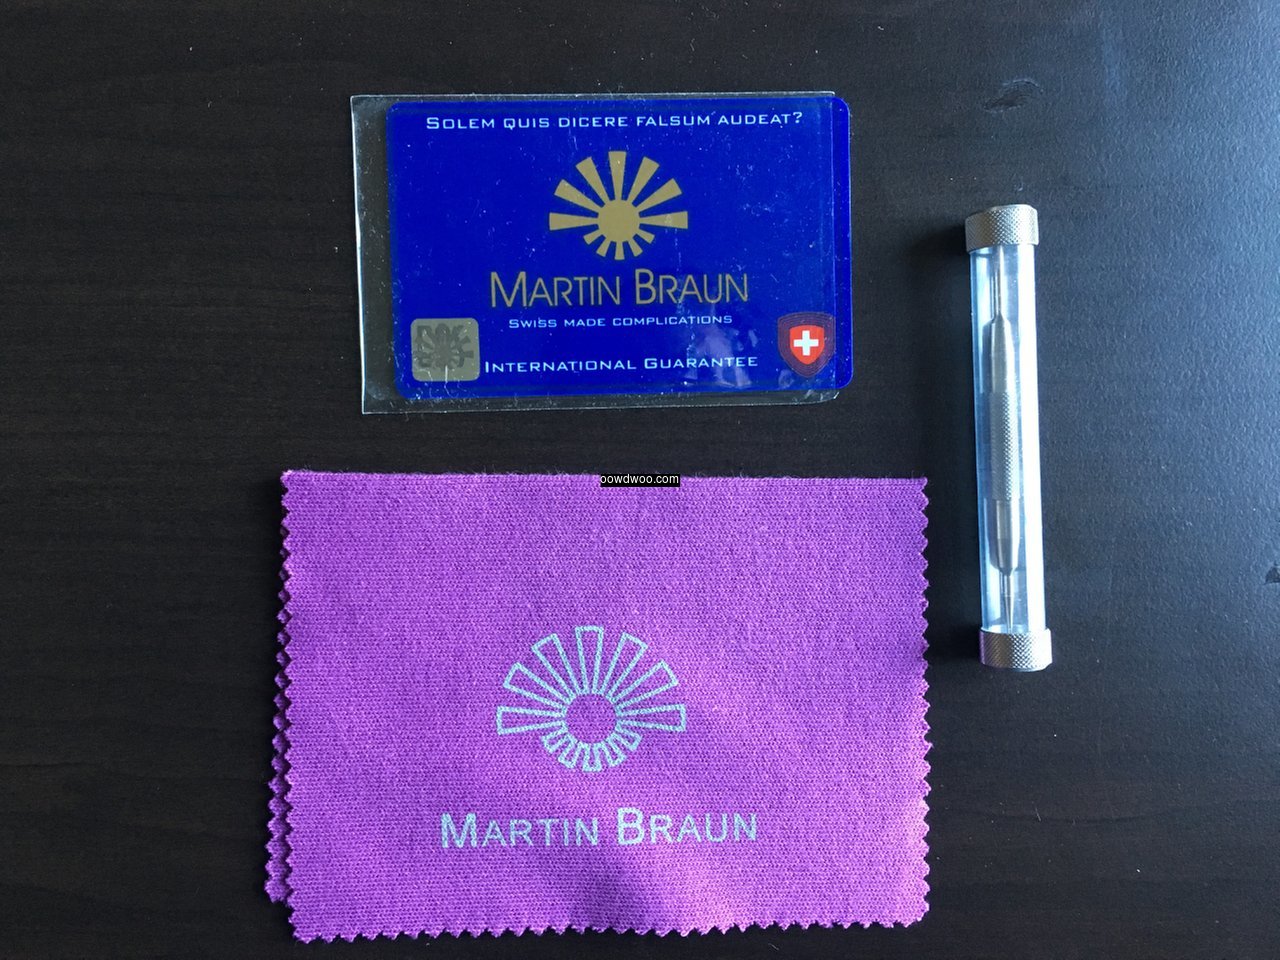 SOLEM QUIS DICERE FALSUM AUDEAT?
MARTIN BRAUN
SWISS MADE COMPLICATIONS
INTERNATIONAL GUARANTEE
oowdwoo.com
MARTIN BRAUN